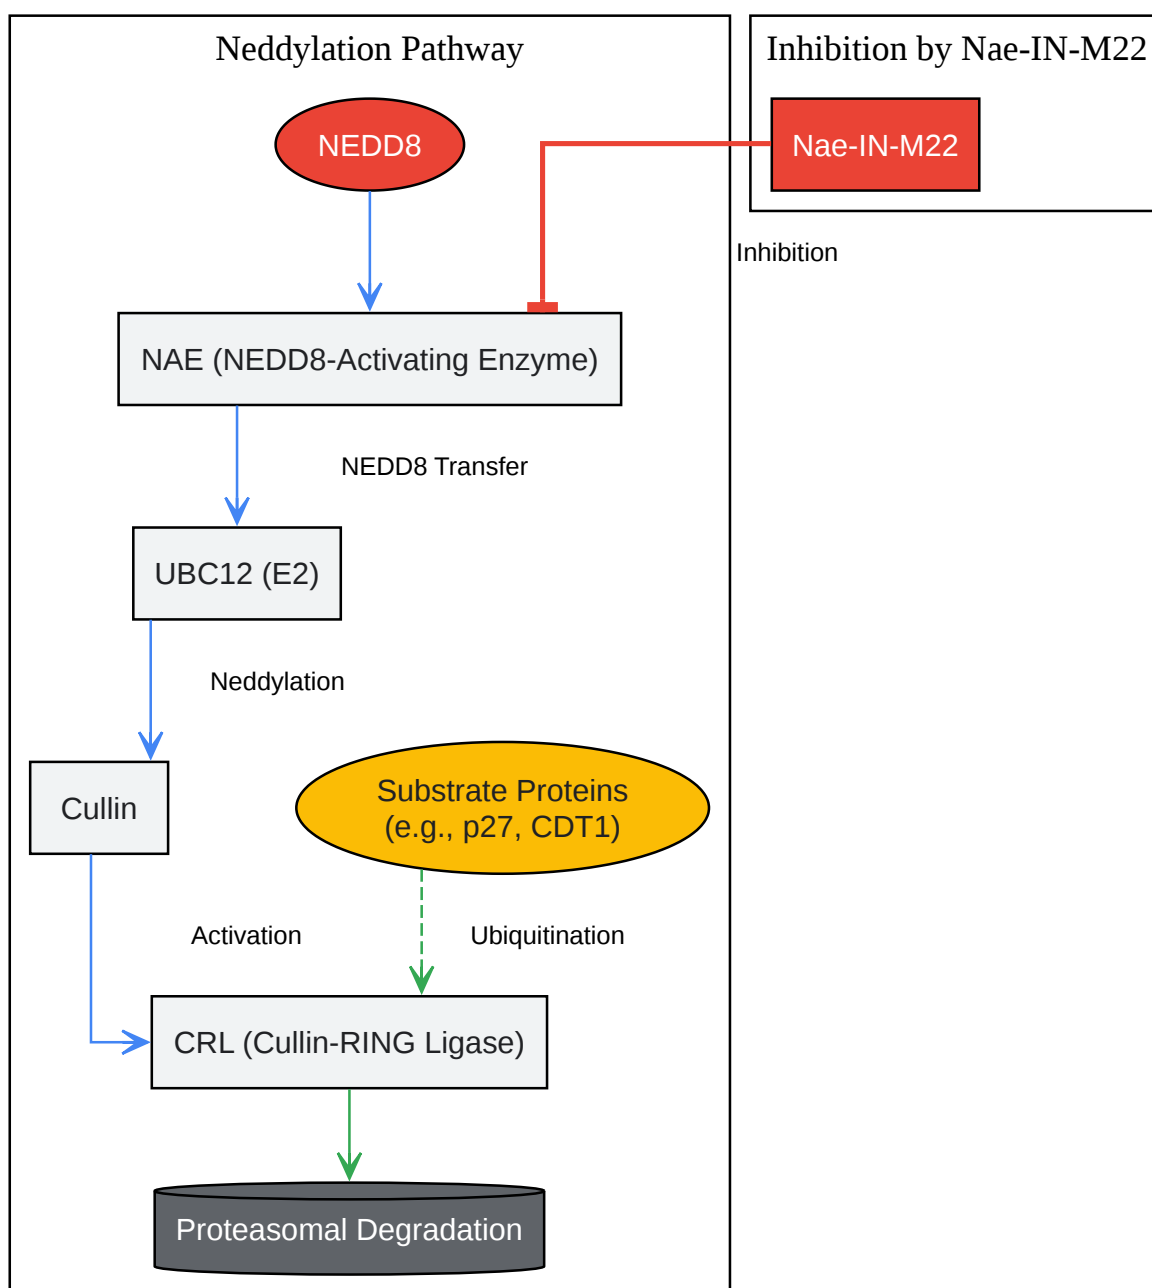 Neddylation Pathway
Inhibition by Nae-IN-M22
NEDD8
Nae-IN-M22
Inhibition
NAE (NEDD8-Activating Enzyme)
NEDD8 Transfer
UBC12 (E2)
Neddylation
Cullin
Substrate Proteins
(e.g., p27, CDT1)
Activation
Ubiquitination
CRL (Cullin-RING Ligase)
Proteasomal Degradation